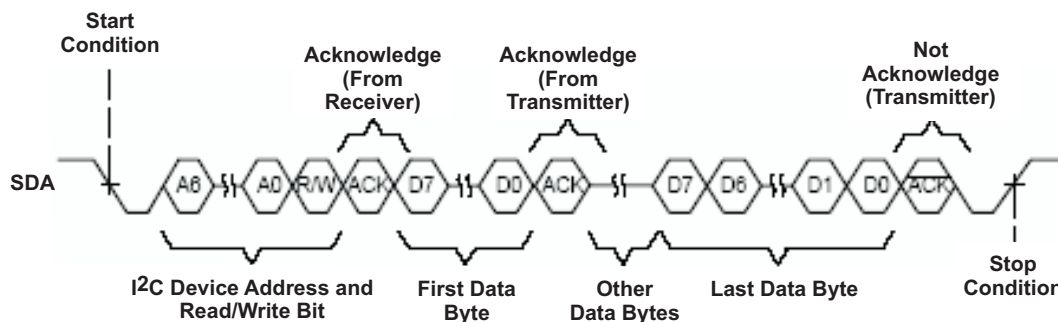 Start
Condition
Acknowledge
(From
Receiver)
Acknowledge
(From
Transmitter)
Not
Acknowledge
(Transmitter)
SDA
A6
A0
R/W
ACK
D7
D0
ACK
D7
D6
D1
D0
ACK
I2C Device Address and
Read/Write Bit
First Data
Byte
Other
Data Bytes
Last Data Byte
Stop
Condition